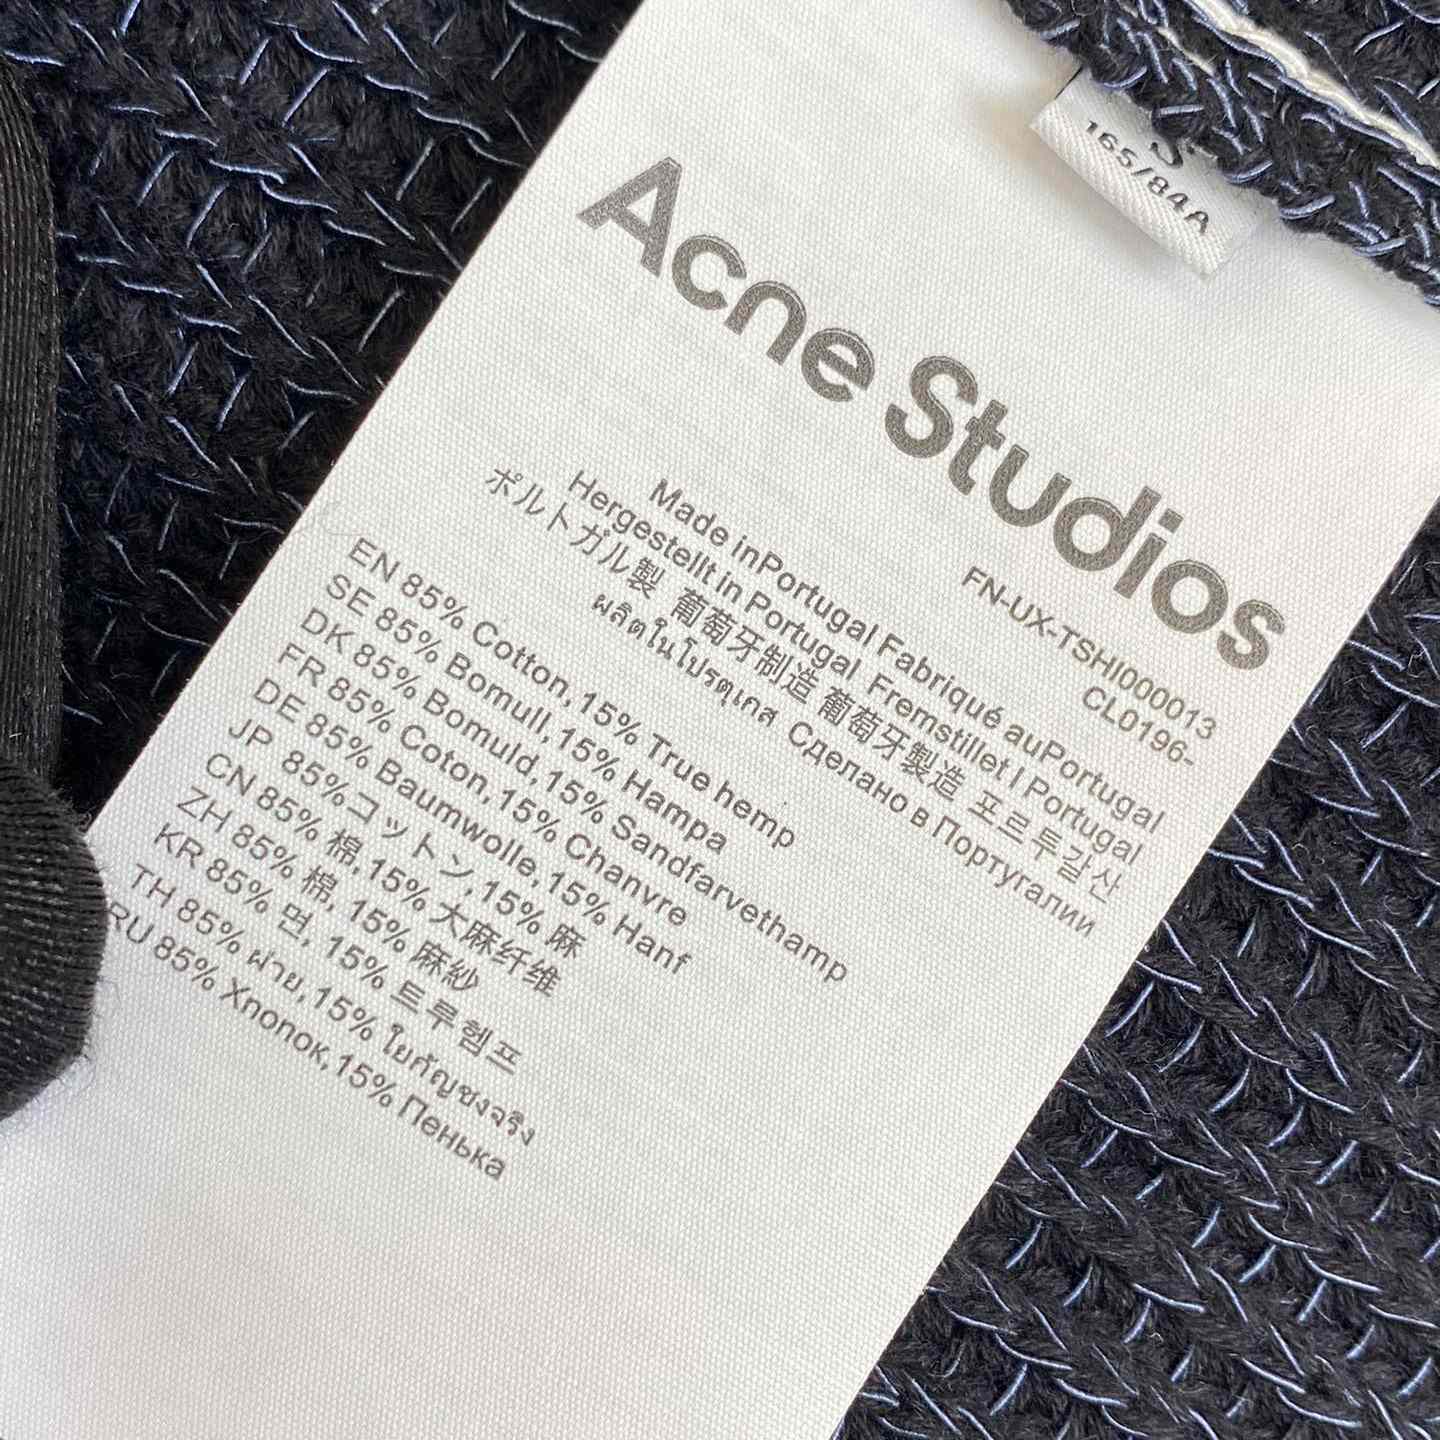 S
165/84A
Acne Studios
FN-UX-TSHI000013
CL0196-
Made inPortugal Fabriqué auPortugal
Hergestellt in Portugal Fremstillet I Portugal
ポルトガル製 葡萄牙制造 葡萄牙製造 포르투갈산
ผลิตในโปรตุเกส Сделано в Португалии
EN 85% Cotton,15% True hemp
SE 85% Bomull,15% Hampa
DK 85% Bomuld,15% Sandfarvethamp
FR 85% Coton,15% Chanvre
DE 85% Baumwolle,15% Hanf
JP 85%コットン,15% 麻
CN 85% 棉,15% 大麻纤维
ZH 85% 棉, 15% 麻紗
KR 85% 면, 15% 트루헴프
TH 85% ฝ้าย,15% ใยกัญชงจริง
RU 85% Хлопок,15% Пенька